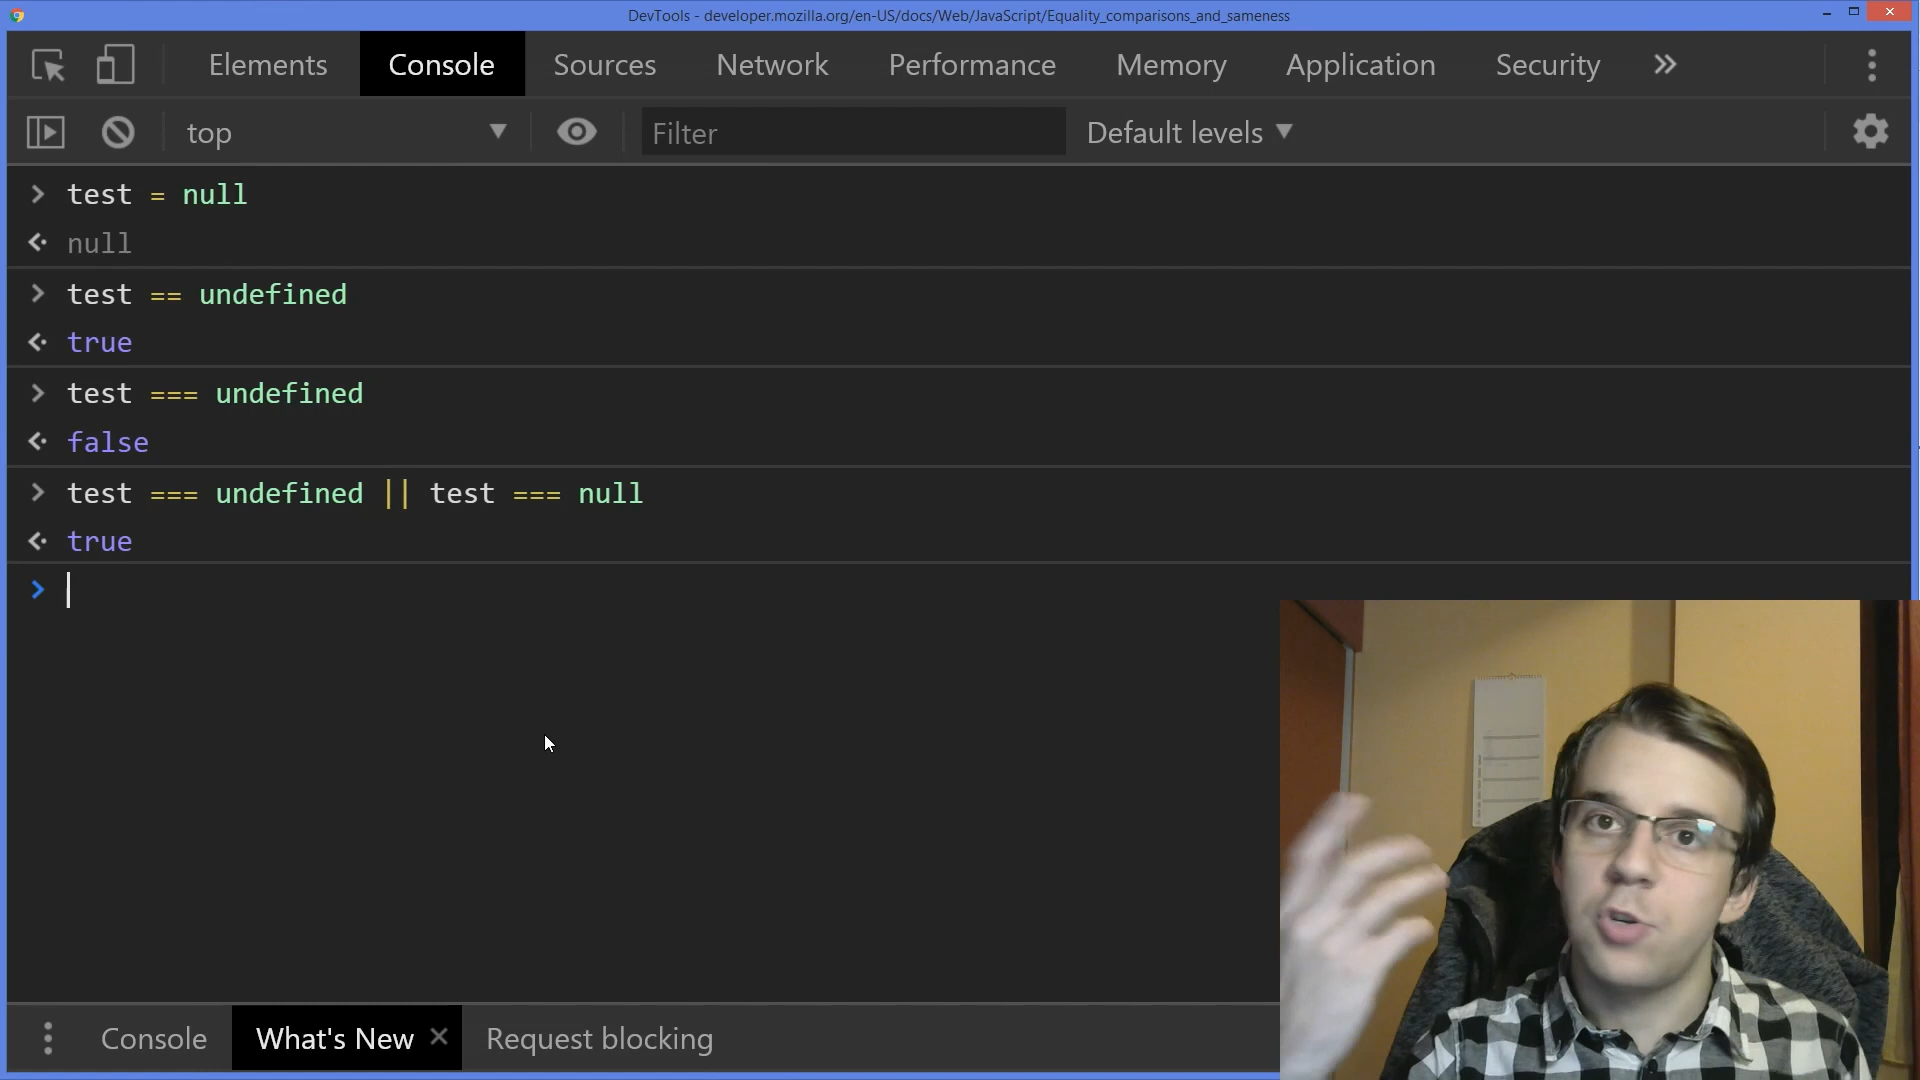 DevTools - developer.mozilla.org/en-US/docs/Web/JavaScript/Equality_comparisons_and_sameness
Elements Console Sources Network Performance Memory Application Security »
top ▼ Filter Default levels ▼
> test = null
null
> test == undefined
true
> test === undefined
false
> test === undefined || test === null
true
>
Console What's New × Request blocking